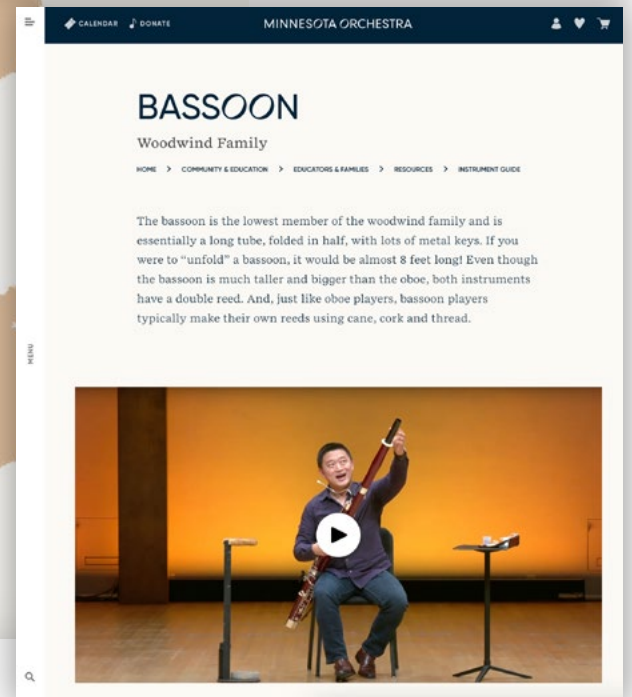 CALENDAR DONATE MINNESOTA ORCHESTRA
BASSOON
Woodwind Family
HOME > COMMUNITY & EDUCATION > EDUCATORS & FAMILIES > RESOURCES > INSTRUMENT GUIDE
The bassoon is the lowest member of the woodwind family and is
essentially a long tube, folded in half, with lots of metal keys. If you
were to “unfold” a bassoon, it would be almost 8 feet long! Even though
the bassoon is much taller and bigger than the oboe, both instruments
have a double reed. And, just like oboe players, bassoon players
typically make their own reeds using cane, cork and thread.
MENU